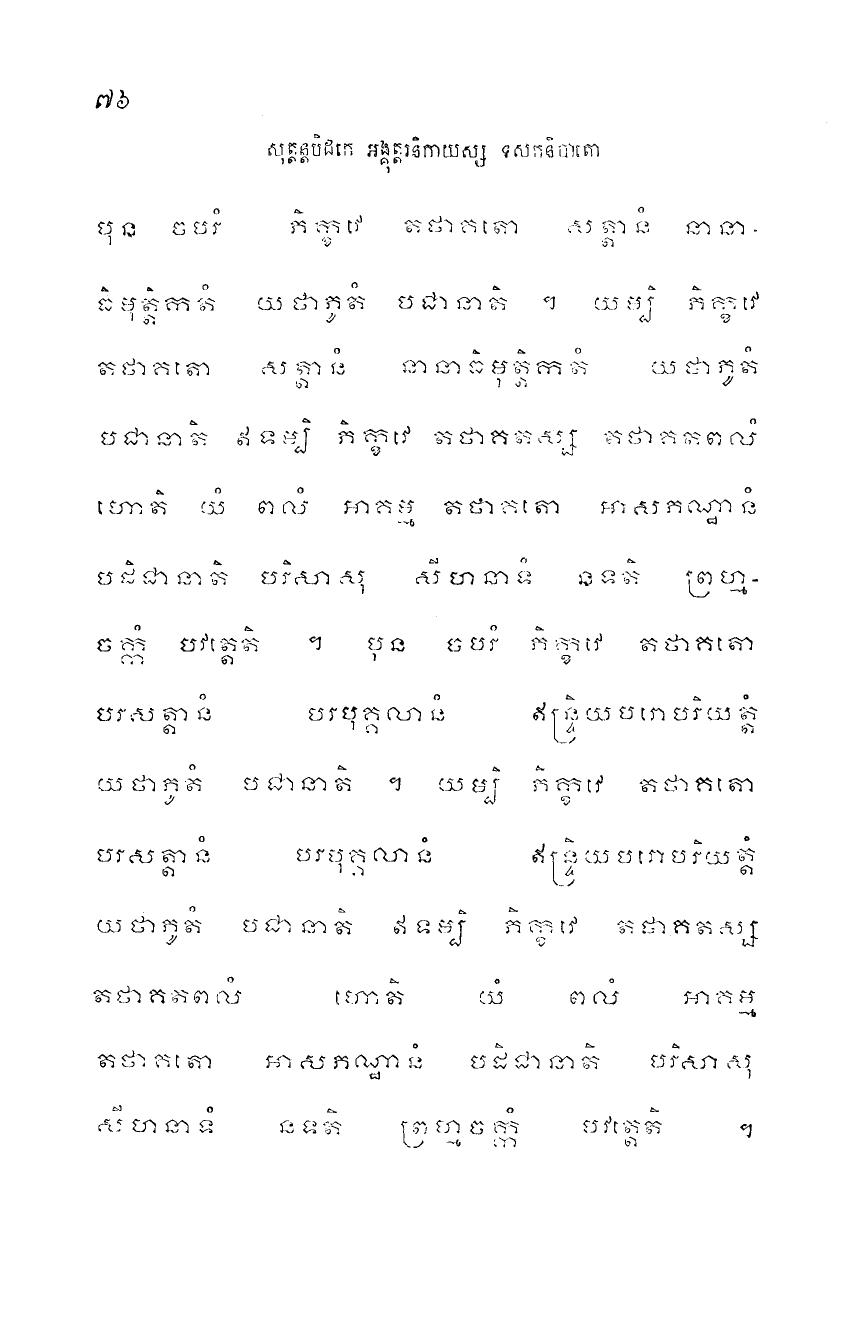 ៧៦
សុត្តន្តបិដកេ អង្គុត្តរនិកាយស្ស ទសកនិបាតោ
បុន ចបរំ ភិក្ខវេ តថាគតោ សត្តានំ នានា-
ធិមុត្តិកតំ យថាភូតំ បជានាតិ ។ យម្បិ ភិក្ខវេ
តថាគតោ សត្តានំ នានាធិមុត្តិកតំ យថាភូតំ
បជានាតិ ឥទម្បិ ភិក្ខវេ តថាគតស្ស តថាគតពលំ
ហោតិ យំ ពលំ អាគម្ម តថាគតោ អាសភណ្ឋានំ
បដិជានាតិ បរិសាសុ សីហនាទំ នទតិ ព្រហ្ម-
ចក្កំ បវត្តេតិ ។ បុន ចបរំ ភិក្ខវេ តថាគតោ
បរសត្តានំ បរបុគ្គលានំ ឥន្ទ្រិយបរោបរិយត្តំ
យថាភូតំ បជានាតិ ។ យម្បិ ភិក្ខវេ តថាគតោ
បរសត្តានំ បរបុគ្គលានំ ឥន្ទ្រិយបរោបរិយត្តំ
យថាភូតំ បជានាតិ ឥទម្បិ ភិក្ខវេ តថាគតស្ស
តថាគតពលំ ហោតិ យំ ពលំ អាគម្ម
តថាគតោ អាសភណ្ឋានំ បដិជានាតិ បរិសាសុ
សីហនាទំ នទតិ ព្រហ្មចក្កំ បវត្តេតិ ។